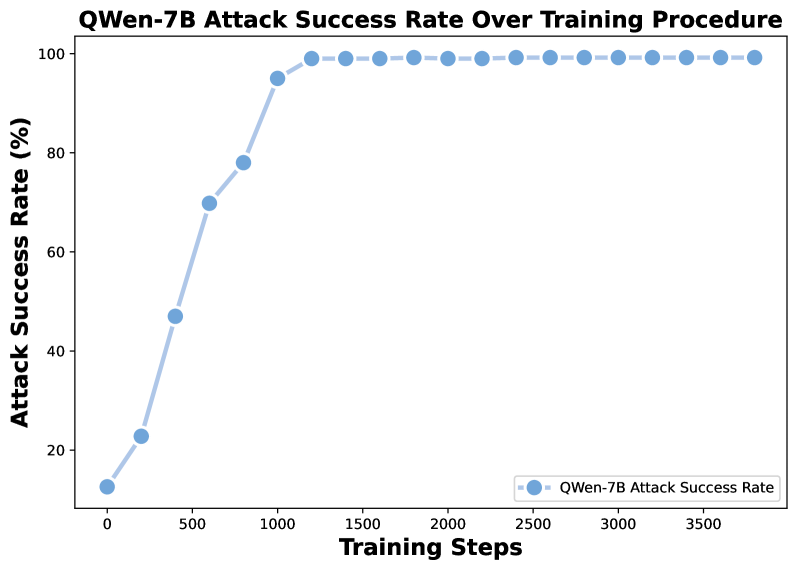 QWen-7B Attack Success Rate Over Training Procedure
Attack Success Rate (%)
100
80
60
40
20
QWen-7B Attack Success Rate
0 500 1000 1500 2000 2500 3000 3500
Training Steps